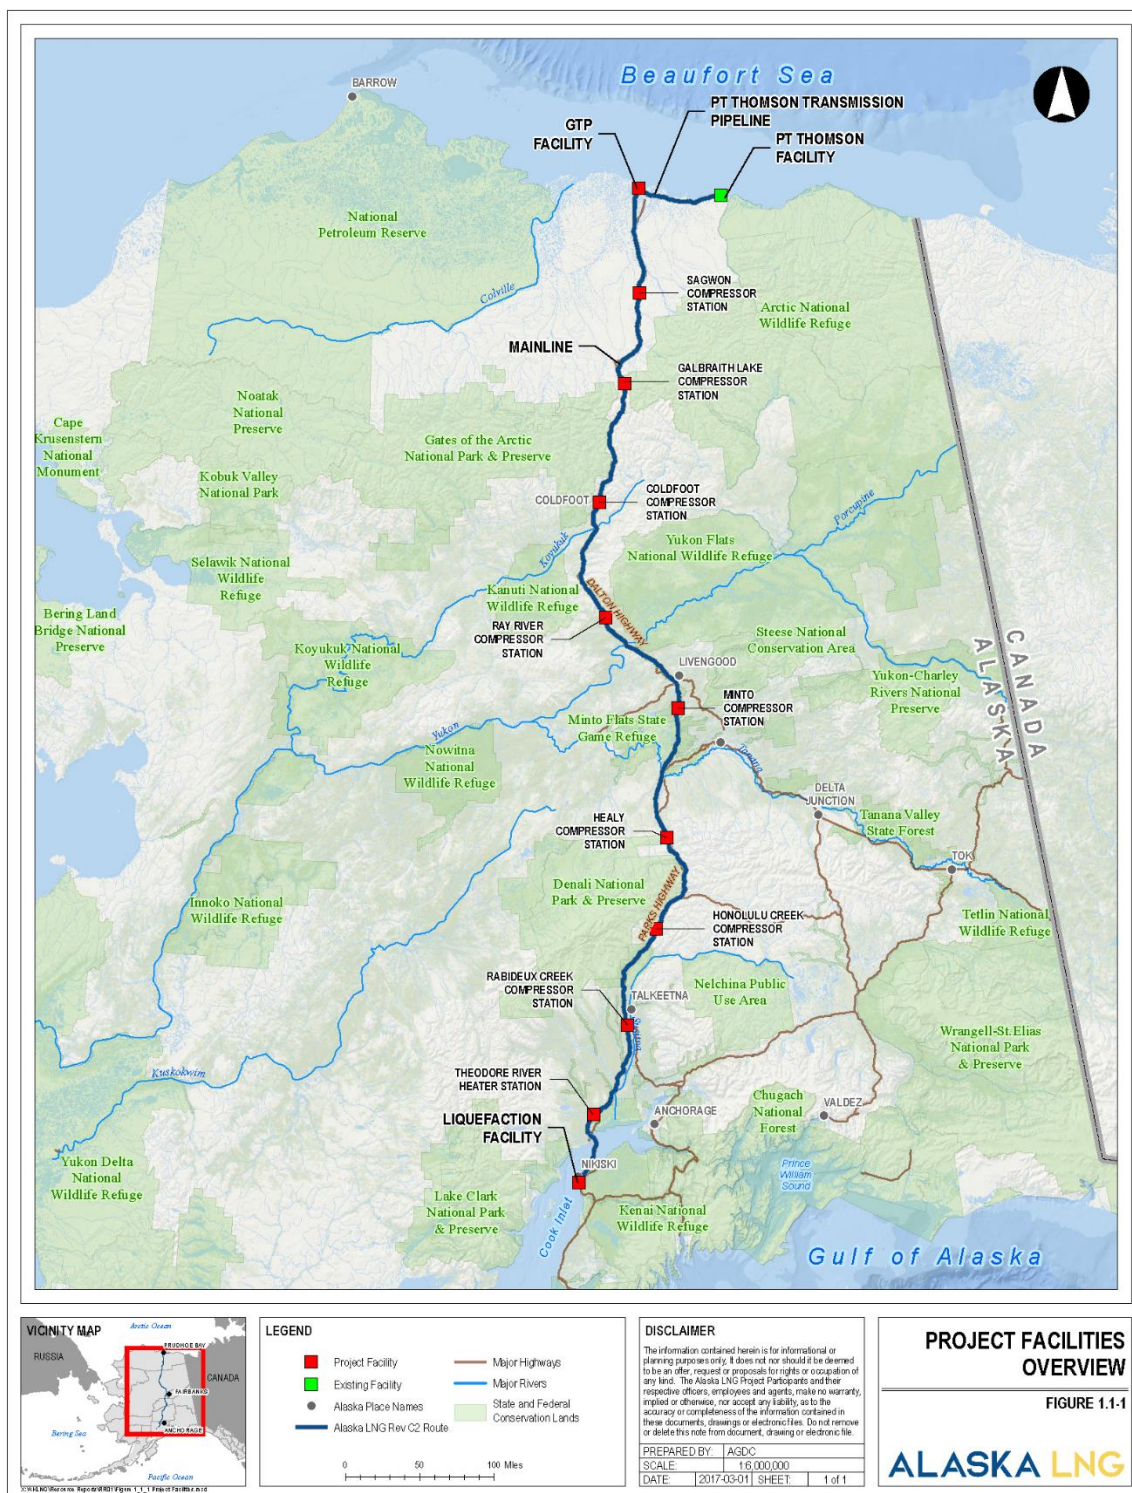 Beaufort Sea
BARROW
PT THOMSON TRANSMISSION
PIPELINE
GTP
FACILITY
PT THOMSON
FACILITY
National
Petroleum Reserve
Colville
SAGWON
COMPRESSOR
STATION
Arctic National
Wildlife Refuge
MAINLINE
GALBRAITH LAKE
COMPRESSOR
STATION
Noatak
National
Preserve
Cape
Krusenstern
National
Monument
Gates of the Arctic
National Park & Preserve
Kobuk Valley
National Park
COLDFOOT
COLDFOOT
COMPRESSOR
STATION
Porcupine
Koyukuk
Yukon Flats
National Wildlife Refuge
Selawik National
Wildlife
Refuge
Kanuti National
Wildlife Refuge
DALTON HIGHWAY
Bering Land
Bridge National
Preserve
RAY RIVER
COMPRESSOR
STATION
Steese National
Conservation Area
CANADA
ALASKA
Koyukuk National
Wildlife
Refuge
LIVENGOOD
Yukon-Charley
Rivers National
Preserve
MINTO
COMPRESSOR
STATION
Minto Flats State
Game Refuge
Yukon
Nowitna
National
Wildlife
Refuge
Tanana
DELTA
JUNCTION
HEALY
COMPRESSOR
STATION
Tanana Valley
State Forest
TOK
Denali National
Park & Preserve
PARKS HIGHWAY
Innoko National
Wildlife Refuge
HONOLULU CREEK
COMPRESSOR
STATION
Tetlin National
Wildlife Refuge
RABIDEUX CREEK
COMPRESSOR
STATION
Nelchina Public
Use Area
TALKEETNA
Susitna
Wrangell-St.Elias
National Park
& Preserve
Kuskokwim
THEODORE RIVER
HEATER STATION
Chugach
National
Forest
VALDEZ
ANCHORAGE
LIQUEFACTION
FACILITY
NIKISKI
Prince
William
Sound
Yukon Delta
National
Wildlife Refuge
Lake Clark
National Park
& Preserve
Cook Inlet
Kenai National
Wildlife Refuge
Gulf of Alaska
VICINITY MAP
Arctic Ocean
PRUDHOE BAY
RUSSIA
CANADA
FAIRBANKS
Bering Sea
ANCHORAGE
Pacific Ocean
LEGEND
Project Facility
Existing Facility
Alaska Place Names
Alaska LNG Rev C2 Route
Major Highways
Major Rivers
State and Federal
Conservation Lands
0 50 100 Miles
DISCLAIMER
The information contained herein is for informational or
planning purposes only, it does not nor should it be deemed
to be an offer, request or proposals for rights or occupation of
any kind. The Alaska LNG Project Participants and their
respective officers, employees and agents, make no warranty,
implied or otherwise, nor accept any liability, as to the
accuracy or completeness of the information contained in
these documents, drawings or electronic files. Do not remove
or delete this note from document, drawing or electronic file.
PREPARED BY: AGDC
SCALE: 1:6,000,000
DATE: 2017-03-01 SHEET: 1 of 1
PROJECT FACILITIES
OVERVIEW
FIGURE 1.1-1
ALASKA LNG